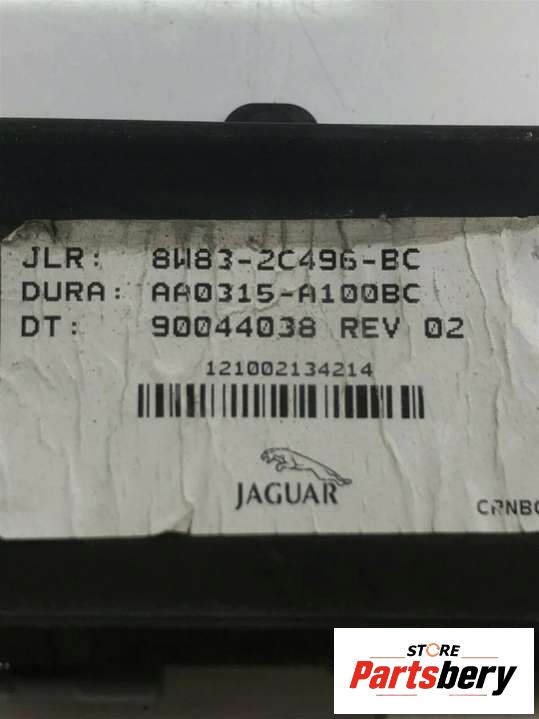 JLR: 8W83-2C496-BC
DURA: AA0315-A100BC
DT: 90044038 REV 02
121002134214
JAGUAR
STORE
Partsbery